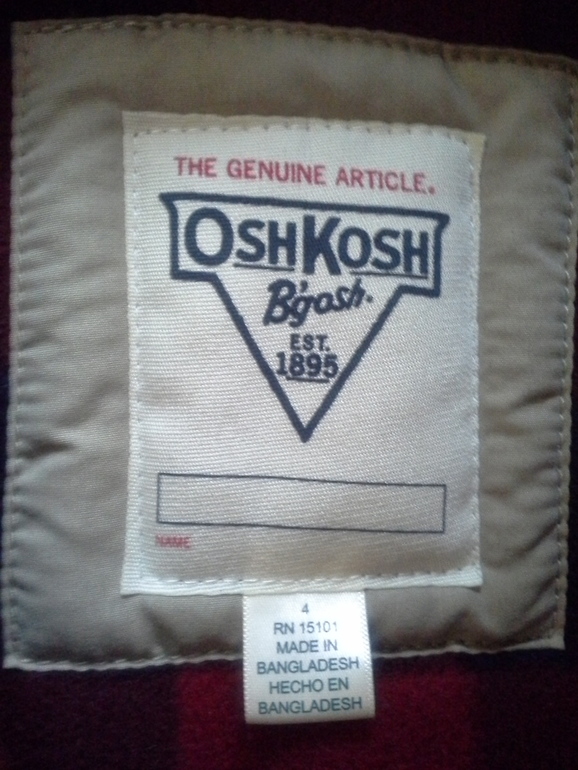 THE GENUINE ARTICLE.
OSHKOSH
B'gosh.
EST.
1895
NAME
4
RN 15101
MADE IN
BANGLADESH
HECHO EN
BANGLADESH